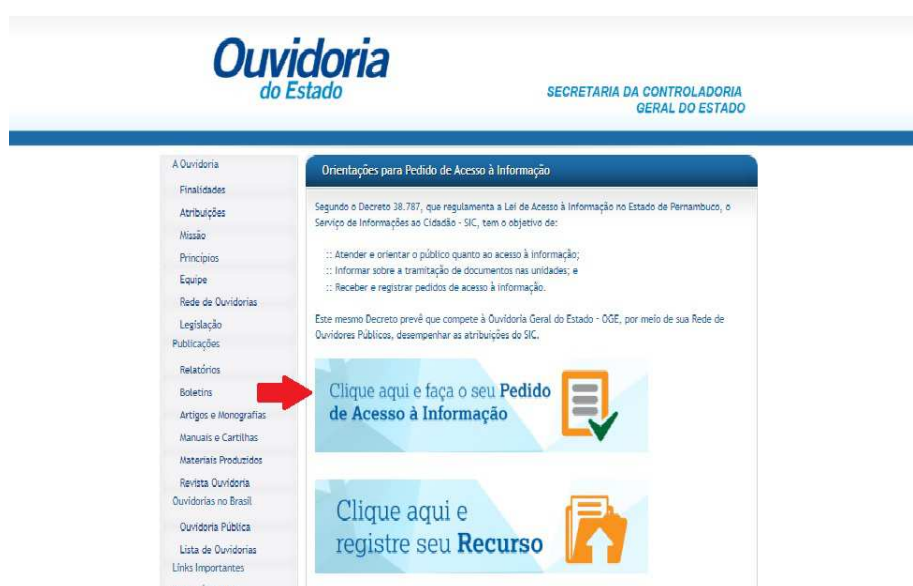 Ouvidoria
do Estado
SECRETARIA DA CONTROLADORIA
GERAL DO ESTADO
A Ouvidoria
Finalidades
Atribuições
Missão
Princípios
Equipe
Rede de Ouvidorias
Legislação
Publicações
Relatórios
Boletins
Artigos e Monografias
Manuais e Cartilhas
Materiais Produzidos
Revista Ouvidoria
Ouvidorias no Brasil
Ouvidoria Pública
Lista de Ouvidorias
Links Importantes
Orientações para Pedido de Acesso à Informação
Segundo o Decreto 38.787, que regulamenta a Lei de Acesso à Informação no Estado de Pernambuco, o
Serviço de Informações ao Cidadão - SIC, tem o objetivo de:
:: Atender e orientar o público quanto ao acesso à informação;
:: Informar sobre a tramitação de documentos nas unidades; e
:: Receber e registrar pedidos de acesso à informação.
Este mesmo Decreto prevê que compete à Ouvidoria Geral do Estado - OGE, por meio de sua Rede de
Ouvidores Públicos, desempenhar as atribuições do SIC.
Clique aqui e faça o seu Pedido
de Acesso à Informação
Clique aqui e
registre seu Recurso